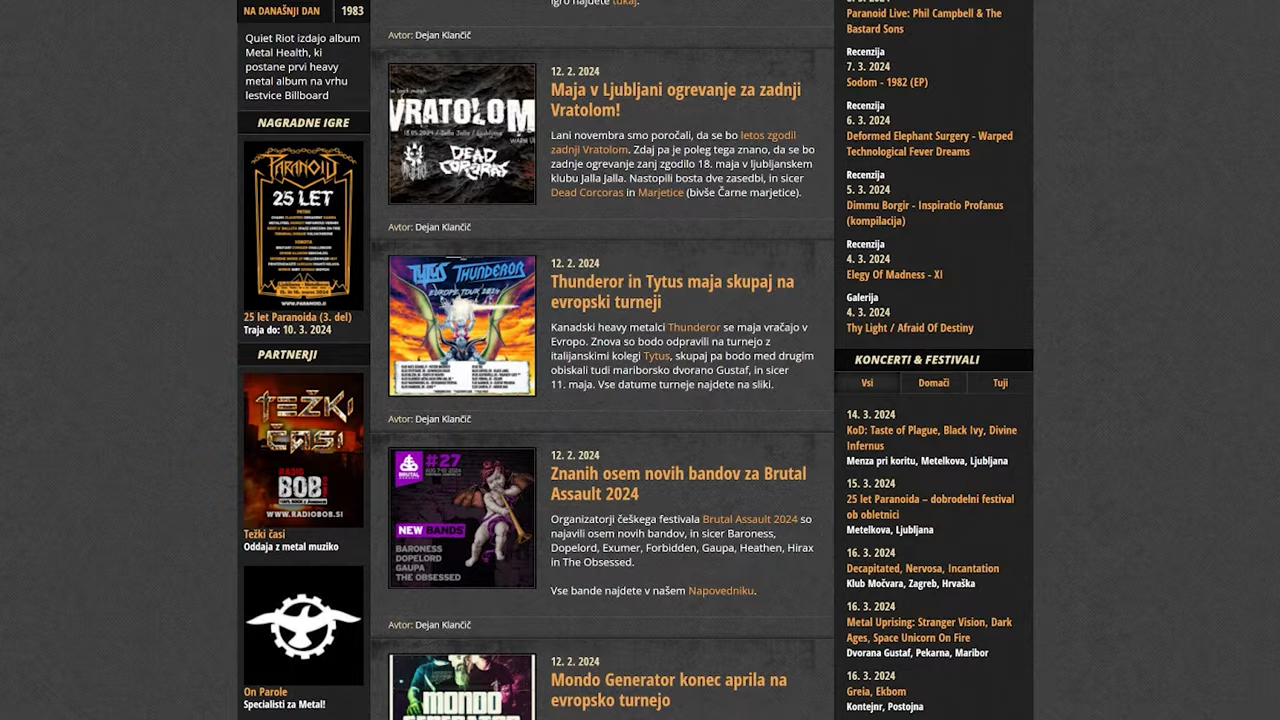 NA DANAŠNJI DAN
1983
Quiet Riot izdajo album
Metal Health, ki
postane prvi heavy
metal album na vrhu
lestvice Billboard
NAGRADNE IGRE
PARANOID
25 LET
WWW.PARANOID.SI
25 let Paranoida (3. del)
Traja do: 10. 3. 2024
PARTNERJI
TEŽKI
ČASI
RADIO
BOB
WWW.RADIOBOB.SI
Težki časi
Oddaja z metal muziko
On Parole
Specialisti za Metal!
igro najdete tukaj.
Avtor: Dejan Klančič
VRATOLOM
DEAD
CORCORAS
12. 2. 2024
Maja v Ljubljani ogrevanje za zadnji
Vratolom!
Lani novembra smo poročali, da se bo letos zgodil
zadnji Vratolom. Zdaj pa je poleg tega znano, da se bo
zadnje ogrevanje zanj zgodilo 18. maja v ljubljanskem
klubu Jalla Jalla. Nastopili bosta dve zasedbi, in sicer
Dead Corcoras in Marjetice (bivše Čarne marjetice).
Avtor: Dejan Klančič
TYTUS THUNDEROR
EUROPE TOUR 2024
12. 2. 2024
Thunderor in Tytus maja skupaj na
evropski turneji
Kanadski heavy metalci Thunderor se maja vračajo v
Evropo. Znova so bodo odpravili na turnejo z
italijanskimi kolegi Tytus, skupaj pa bodo med drugim
obiskali tudi mariborsko dvorano Gustaf, in sicer
11. maja. Vse datume turneje najdete na sliki.
Avtor: Dejan Klančič
BRUTAL
ASSAULT
#27
NEW BANDS
BARONESS
DOPELORD
GAUPA
THE OBSESSED
12. 2. 2024
Znanih osem novih bandov za Brutal
Assault 2024
Organizatorji češkega festivala Brutal Assault 2024 so
najavili osem novih bandov, in sicer Baroness,
Dopelord, Exumer, Forbidden, Gaupa, Heathen, Hirax
in The Obsessed.
Vse bande najdete v našem Napovedniku.
Avtor: Dejan Klančič
MONDO
GENERATOR
12. 2. 2024
Mondo Generator konec aprila na
evropsko turnejo
Paranoid Live: Phil Campbell & The
Bastard Sons
Recenzija
7. 3. 2024
Sodom - 1982 (EP)
Recenzija
6. 3. 2024
Deformed Elephant Surgery - Warped
Technological Fever Dreams
Recenzija
5. 3. 2024
Dimmu Borgir - Inspiratio Profanus
(kompilacija)
Recenzija
4. 3. 2024
Elegy Of Madness - XI
Galerija
4. 3. 2024
Thy Light / Afraid Of Destiny
KONCERTI & FESTIVALI
Vsi
Domači
Tuji
14. 3. 2024
KoD: Taste of Plague, Black Ivy, Divine
Infernus
Menza pri koritu, Metelkova, Ljubljana
15. 3. 2024
25 let Paranoida – dobrodelni festival
ob obletnici
Metelkova, Ljubljana
16. 3. 2024
Decapitated, Nervosa, Incantation
Klub Močvara, Zagreb, Hrvaška
16. 3. 2024
Metal Uprising: Stranger Vision, Dark
Ages, Space Unicorn On Fire
Dvorana Gustaf, Pekarna, Maribor
16. 3. 2024
Greia, Ekbom
Kontejnr, Postojna